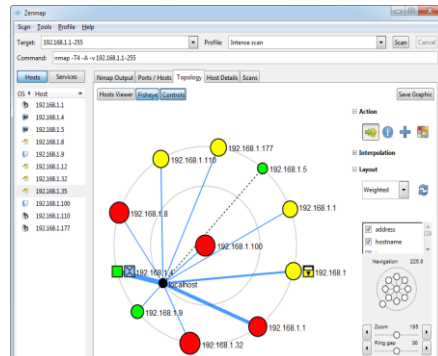 Zenmap
Scan Tools Profile Help
Target: 192.168.1.1-255 Profile: Intense scan Scan Cancel
Command: nmap -T4 -A -v 192.168.1.1-255
Hosts Services Nmap Output Ports / Hosts Topology Host Details Scans
OS Host
Hosts Viewer Fisheye Controls Save Graphic
192.168.1.1
192.168.1.4
192.168.1.5
192.168.1.8
192.168.1.9
192.168.1.12
192.168.1.32
192.168.1.35
192.168.1.100
192.168.1.110
192.168.1.177
192.168.1.177
192.168.1.110
192.168.1.5
192.168.1.8
192.168.1.1
192.168.1.100
192.168.1.4
192.168.1
localhost
192.168.1.9
192.168.1.1
192.168.1.32
Action
Interpolation
Layout
Weighted
address
hostname
Navigation 225.0
Zoom 195
Ring gap 30